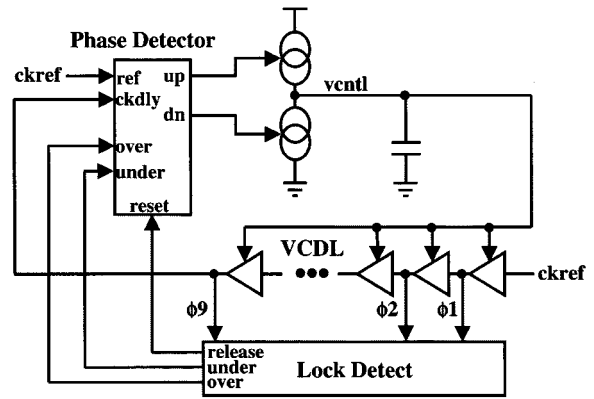 Phase Detector
ckref
ref
up
ckdly
dn
over
under
reset
vcntl
VCDL
ckref
ϕ9
ϕ2
ϕ1
release
under
over
Lock Detect